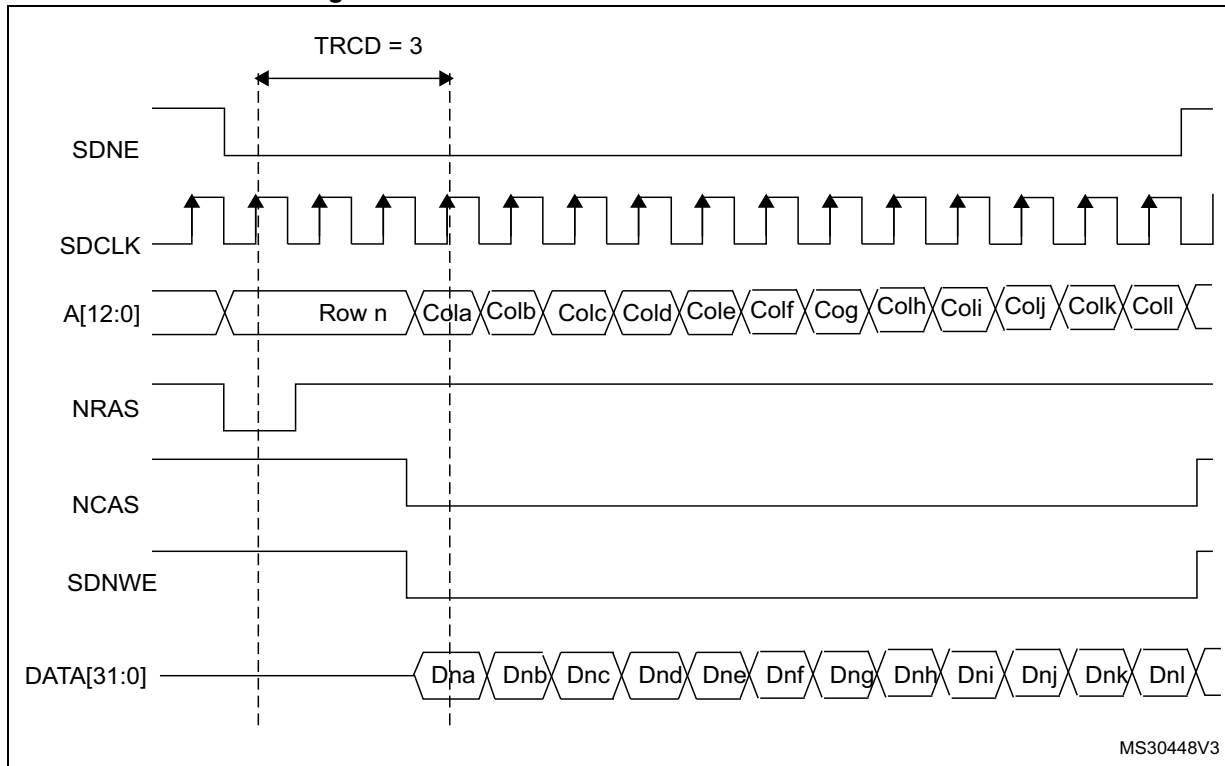 TRCD = 3
SDNE
SDCLK
A[12:0] Row n Cola Colb Colc Cold Cole Colf Cog Colh Coli Colj Colk Coll
NRAS
NCAS
SDNWE
DATA[31:0] Dna Dnb Dnc Dnd Dne Dnf Dng Dnh Dni Dnj Dnk Dnl
MS30448V3